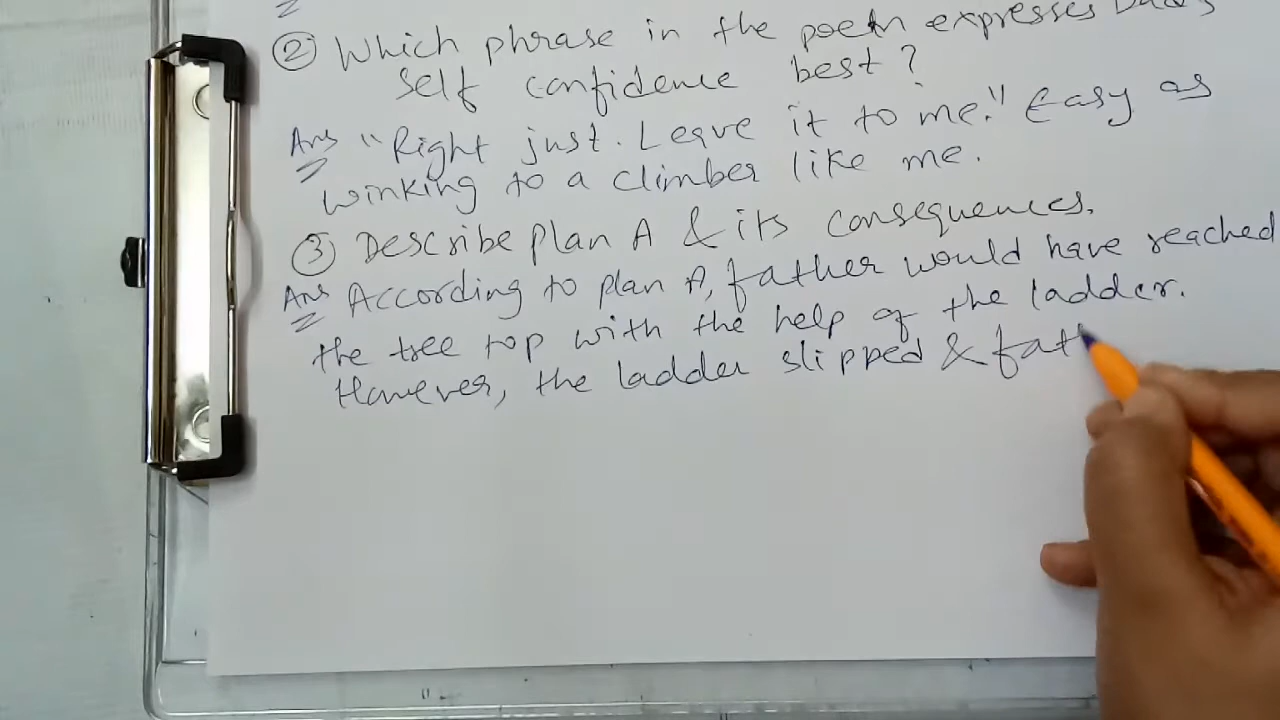 ② Which phrase in the poem expresses Dad's
self confidence best?
Ans "Right just. Leave it to me." Easy as
winking to a climber like me.
③ Describe plan A & its consequences.
Ans According to plan A, father would have reached
the tree top with the help of the ladder.
However, the ladder slipped & fat